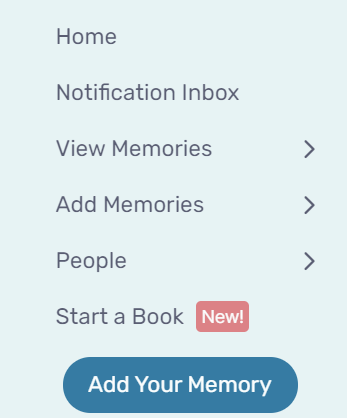 Home
Notification Inbox
View Memories
Add Memories
People
Start a Book New!
Add Your Memory